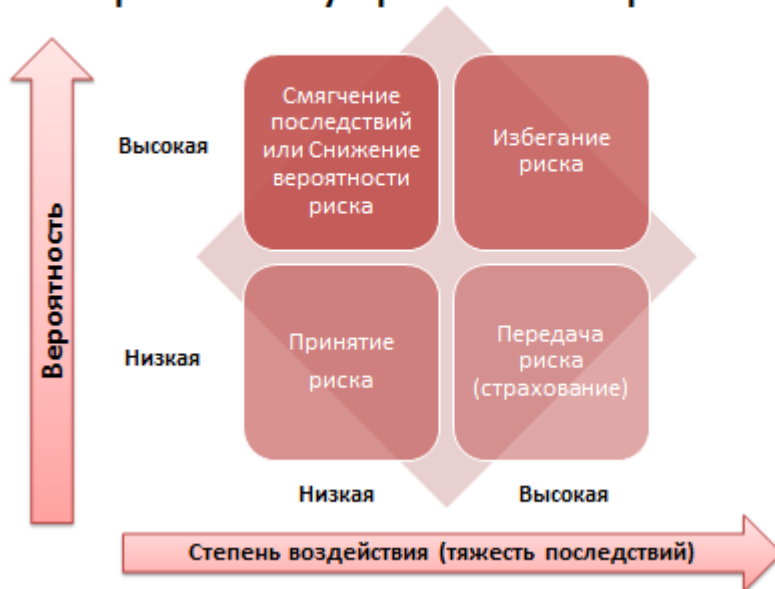 Высокая
Смягчение
последствий
или Снижение
вероятности
риска
Избегание
риска
Вероятность
Низкая
Принятие
риска
Передача
риска
(страхование)
Низкая
Высокая
Степень воздействия (тяжесть последствий)